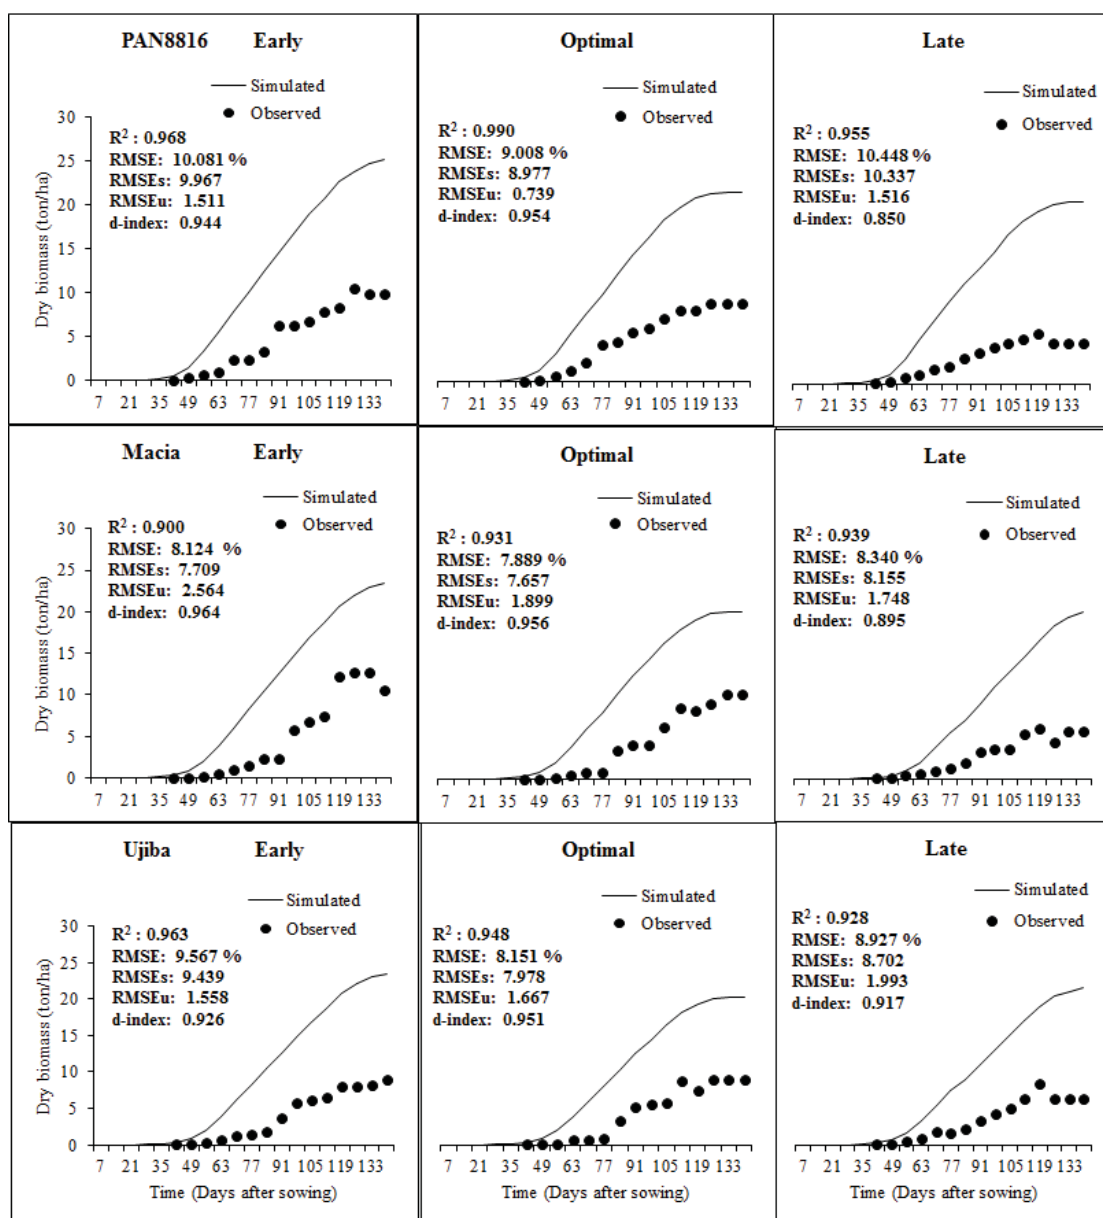 PAN8816 Early
Simulated
Observed
R² : 0.968
RMSE: 10.081 %
RMSEs: 9.967
RMSEu: 1.511
d-index: 0.944
Dry biomass (ton/ha)
30
25
20
15
10
5
0
7 21 35 49 63 77 91 105 119 133
Optimal
Simulated
Observed
R² : 0.990
RMSE: 9.008 %
RMSEs: 8.977
RMSEu: 0.739
d-index: 0.954
7 21 35 49 63 77 91 105 119 133
Late
Simulated
Observed
R² : 0.955
RMSE: 10.448 %
RMSEs: 10.337
RMSEu: 1.516
d-index: 0.850
7 21 35 49 63 77 91 105 119 133
Macia Early
Simulated
Observed
R² : 0.900
RMSE: 8.124 %
RMSEs: 7.709
RMSEu: 2.564
d-index: 0.964
Dry biomass (ton/ha)
30
25
20
15
10
5
0
7 21 35 49 63 77 91 105 119 133
Optimal
Simulated
Observed
R² : 0.931
RMSE: 7.889 %
RMSEs: 7.657
RMSEu: 1.899
d-index: 0.956
7 21 35 49 63 77 91 105 119 133
Late
Simulated
Observed
R² : 0.939
RMSE: 8.340 %
RMSEs: 8.155
RMSEu: 1.748
d-index: 0.895
7 21 35 49 63 77 91 105 119 133
Ujiba Early
Simulated
Observed
R² : 0.963
RMSE: 9.567 %
RMSEs: 9.439
RMSEu: 1.558
d-index: 0.926
Dry biomass (ton/ha)
30
25
20
15
10
5
0
7 21 35 49 63 77 91 105 119 133
Time (Days after sowing)
Optimal
Simulated
Observed
R² : 0.948
RMSE: 8.151 %
RMSEs: 7.978
RMSEu: 1.667
d-index: 0.951
7 21 35 49 63 77 91 105 119 133
Time (Days after sowing)
Late
Simulated
Observed
R² : 0.928
RMSE: 8.927 %
RMSEs: 8.702
RMSEu: 1.993
d-index: 0.917
7 21 35 49 63 77 91 105 119 133
Time (Days after sowing)